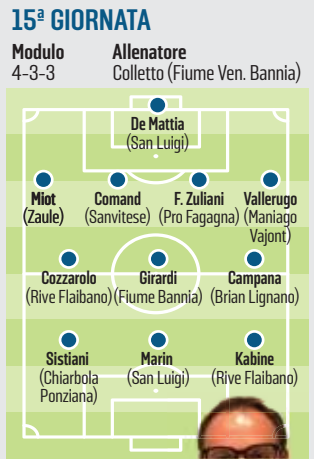 15ª GIORNATA
Modulo
4-3-3
Allenatore
Colletto (Fiume Ven. Bannia)
De Mattia
(San Luigi)
Miot
(Zaule)
Comand
(Sanvitese)
F. Zuliani
(Pro Fagagna)
Vallerugo
(Maniago
Vajont)
Cozzarolo
(Rive Flaibano)
Girardi
(Fiume Bannia)
Campana
(Brian Lignano)
Sistiani
(Chiarbola
Ponziana)
Marin
(San Luigi)
Kabine
(Rive Flaibano)